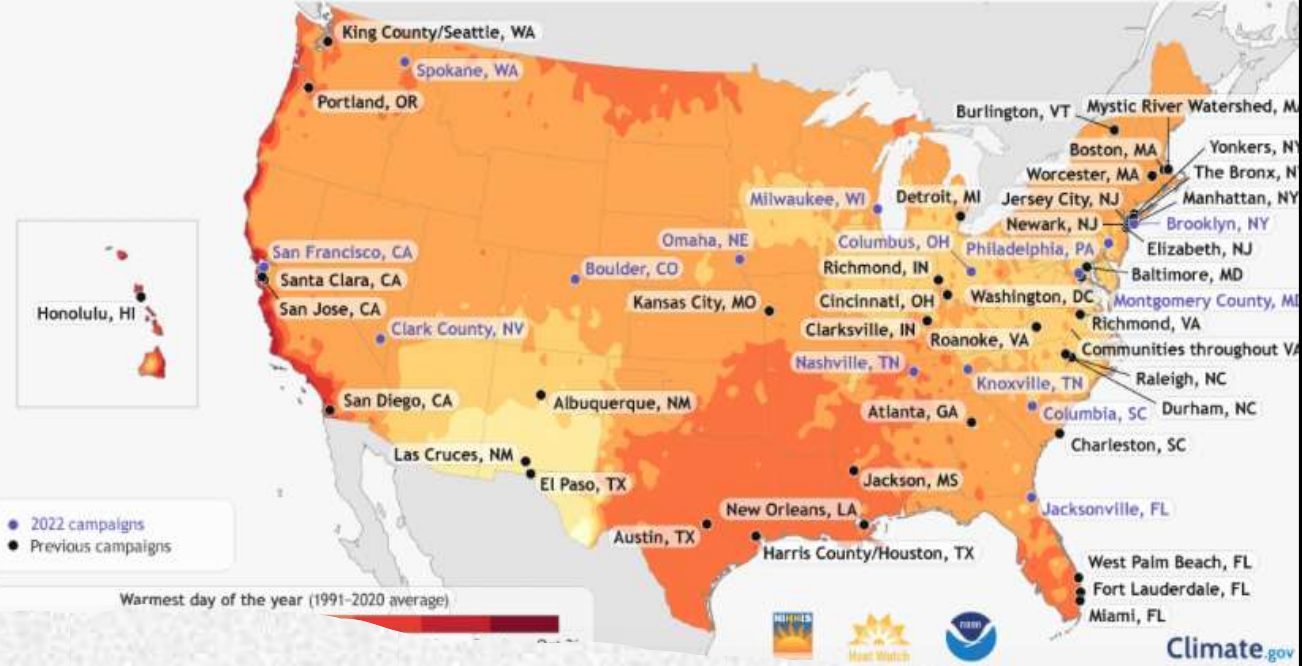 King County/Seattle, WA
Spokane, WA
Portland, OR
Burlington, VT
Mystic River Watershed, M
Boston, MA
Yonkers, NY
Worcester, MA
The Bronx, N
Milwaukee, WI
Detroit, MI
Jersey City, NJ
Manhattan, NY
Newark, NJ
Brooklyn, NY
Omaha, NE
Columbus, OH
Philadelphia, PA
Elizabeth, NJ
San Francisco, CA
Boulder, CO
Richmond, IN
Baltimore, MD
Santa Clara, CA
Kansas City, MO
Cincinnati, OH
Washington, DC
Montgomery County, MD
San Jose, CA
Honolulu, HI
Clark County, NV
Clarksville, IN
Roanoke, VA
Richmond, VA
Communities throughout VA
Nashville, TN
Knoxville, TN
Raleigh, NC
San Diego, CA
Albuquerque, NM
Atlanta, GA
Columbia, SC
Durham, NC
Charleston, SC
Las Cruces, NM
El Paso, TX
Jackson, MS
New Orleans, LA
Jacksonville, FL
2022 campaigns
Previous campaigns
Austin, TX
Harris County/Houston, TX
West Palm Beach, FL
Fort Lauderdale, FL
Miami, FL
Warmest day of the year (1991-2020 average)
NIHHIS
Heat Watch
noaa
Climate.gov